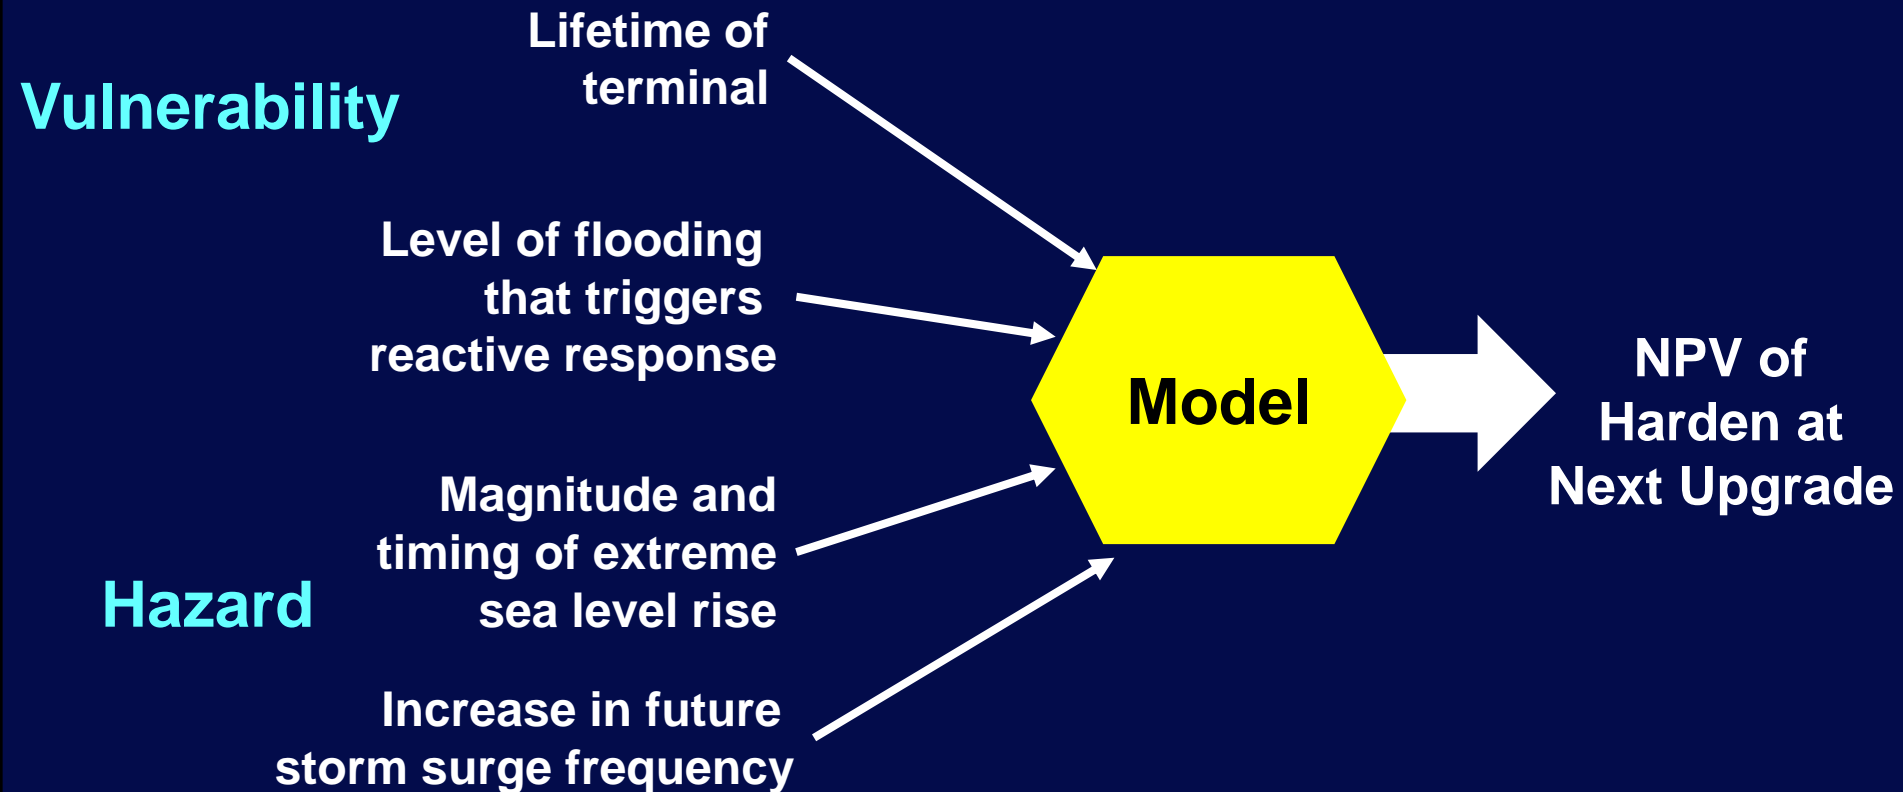 Vulnerability
Lifetime of
terminal
Level of flooding
that triggers
reactive response
Hazard
Magnitude and
timing of extreme
sea level rise
Increase in future
storm surge frequency
Model
NPV of
Harden at
Next Upgrade